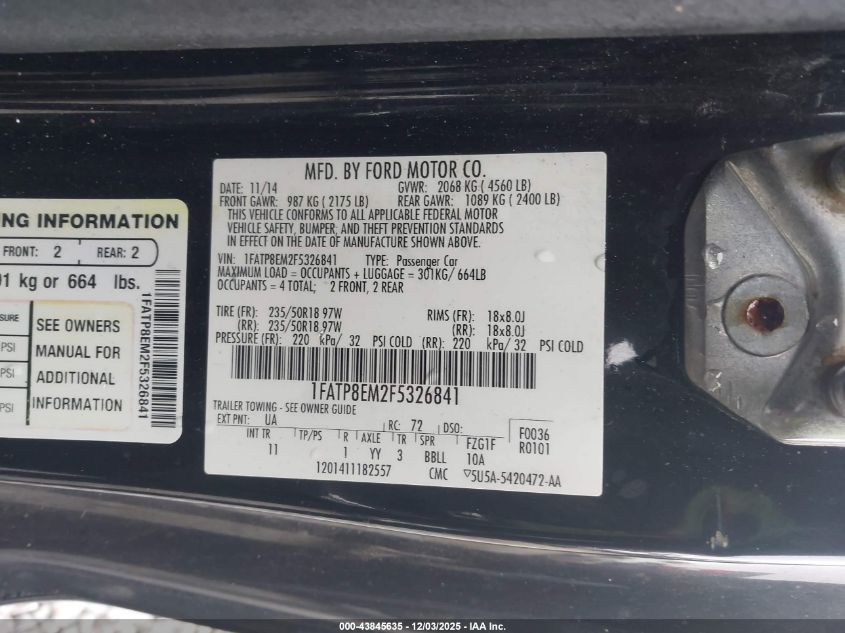 NG INFORMATION
FRONT: 2
REAR: 2
01 kg or 664 lbs.
SURE
PSI
PSI
PSI
SEE OWNERS
MANUAL FOR
ADDITIONAL
INFORMATION
1FATP8EM2F5326841
MFD. BY FORD MOTOR CO.
DATE: 11/14 GVWR: 2068 KG ( 4560 LB)
FRONT GAWR: 987 KG ( 2175 LB) REAR GAWR: 1089 KG ( 2400 LB)
THIS VEHICLE CONFORMS TO ALL APPLICABLE FEDERAL MOTOR
VEHICLE SAFETY, BUMPER, AND THEFT PREVENTION STANDARDS
IN EFFECT ON THE DATE OF MANUFACTURE SHOWN ABOVE.
VIN: 1FATP8EM2F5326841 TYPE: Passenger Car
MAXIMUM LOAD = OCCUPANTS + LUGGAGE = 301KG/ 664LB
OCCUPANTS = 4 TOTAL; 2 FRONT, 2 REAR
TIRE (FR): 235/50R18 97W RIMS (FR): 18x8.0J
(RR): 235/50R18 97W (RR): 18x8.0J
PRESSURE (FR): 220 kPa/ 32 PSI COLD (RR): 220 kPa/ 32 PSI COLD
1FATP8EM2F5326841
TRAILER TOWING - SEE OWNER GUIDE
EXT PNT: UA RC: 72 DSO: F0036
INT TR TP/PS R AXLE TR SPR FZG1F R0101
11 1 YY 3 BBLL 10A
1201411182557 CMC ▽5U5A-5420472-AA
000-43845635 - 12/03/2025 - IAA Inc.